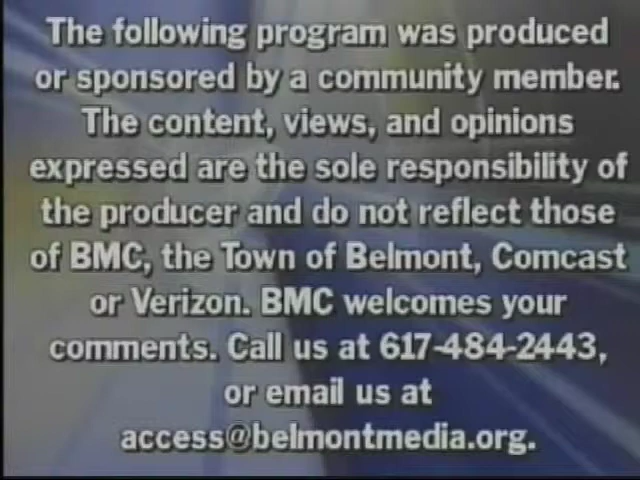 The following program was produced
or sponsored by a community member.
The content, views, and opinions
expressed are the sole responsibility of
the producer and do not reflect those
of BMC, the Town of Belmont, Comcast
or Verizon. BMC welcomes your
comments. Call us at 617-484-2443,
or email us at
access@belmontmedia.org.